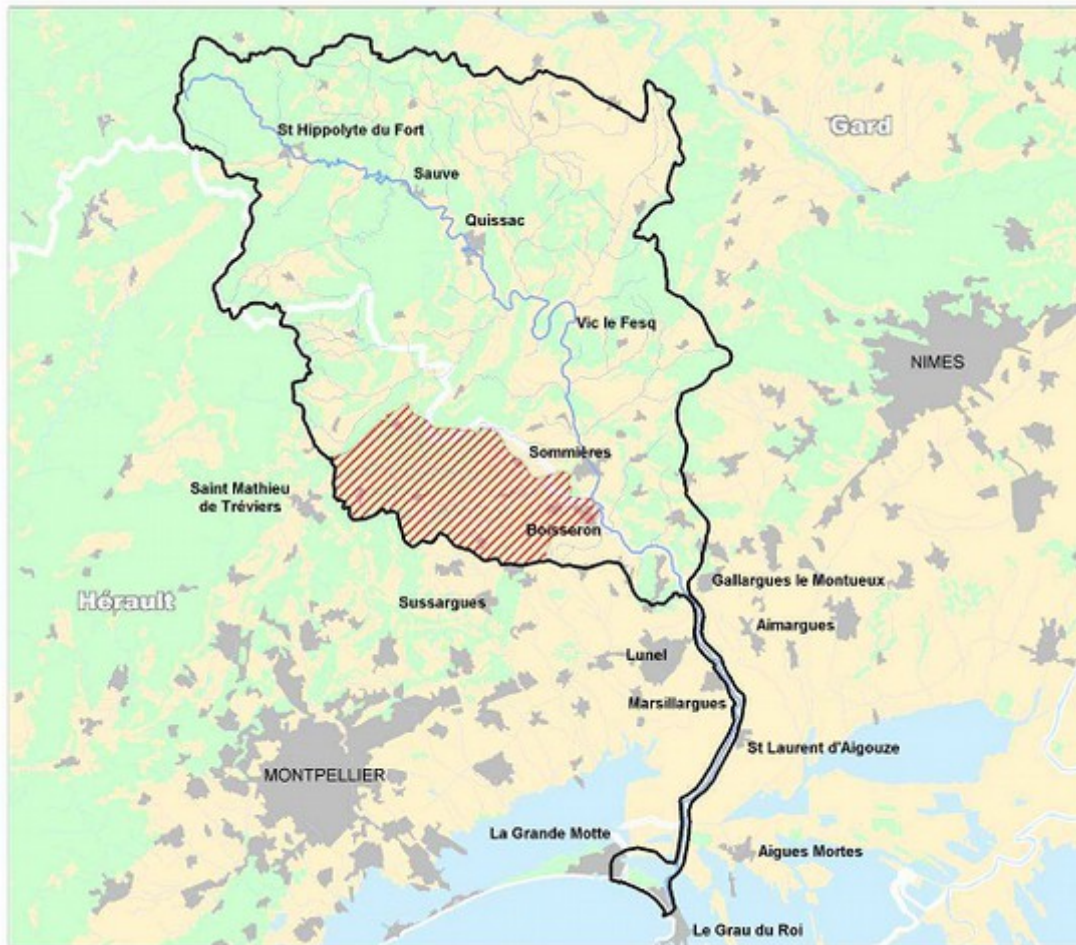 Gard
St Hippolyte du Fort
Sauve
Quissac
Vic le Fesq
NIMES
Sommières
Saint Mathieu
de Tréviers
Boisseron
Gallargues le Montueux
Hérault
Sussargues
Aimargues
Lunel
Marsillargues
St Laurent d'Aigouze
MONTPELLIER
La Grande Motte
Aigues Mortes
Le Grau du Roi